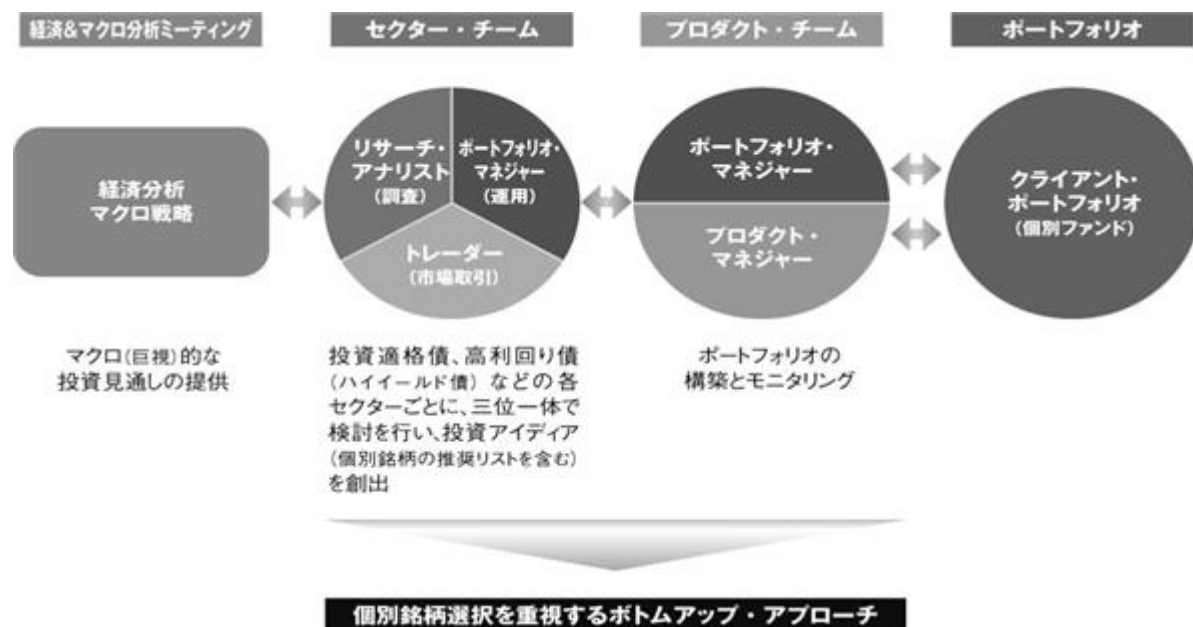 経済&マクロ分析ミーティング
セクター・チーム
プロダクト・チーム
ポートフォリオ
経済分析
マクロ戦略
リサーチ・
アナリスト
(調査)
ポートフォリオ・
マネジャー
(運用)
トレーダー
(市場取引)
ポートフォリオ・
マネジャー
プロダクト・
マネジャー
クライアント・
ポートフォリオ
(個別ファンド)
マクロ(巨視)的な
投資見通しの提供
投資適格債、高利回り債
(ハイイールド債)などの各
セクターごとに、三位一体で
検討を行い、投資アイディア
(個別銘柄の推奨リストを含む)
を創出
ポートフォリオの
構築とモニタリング
個別銘柄選択を重視するボトムアップ・アプローチ